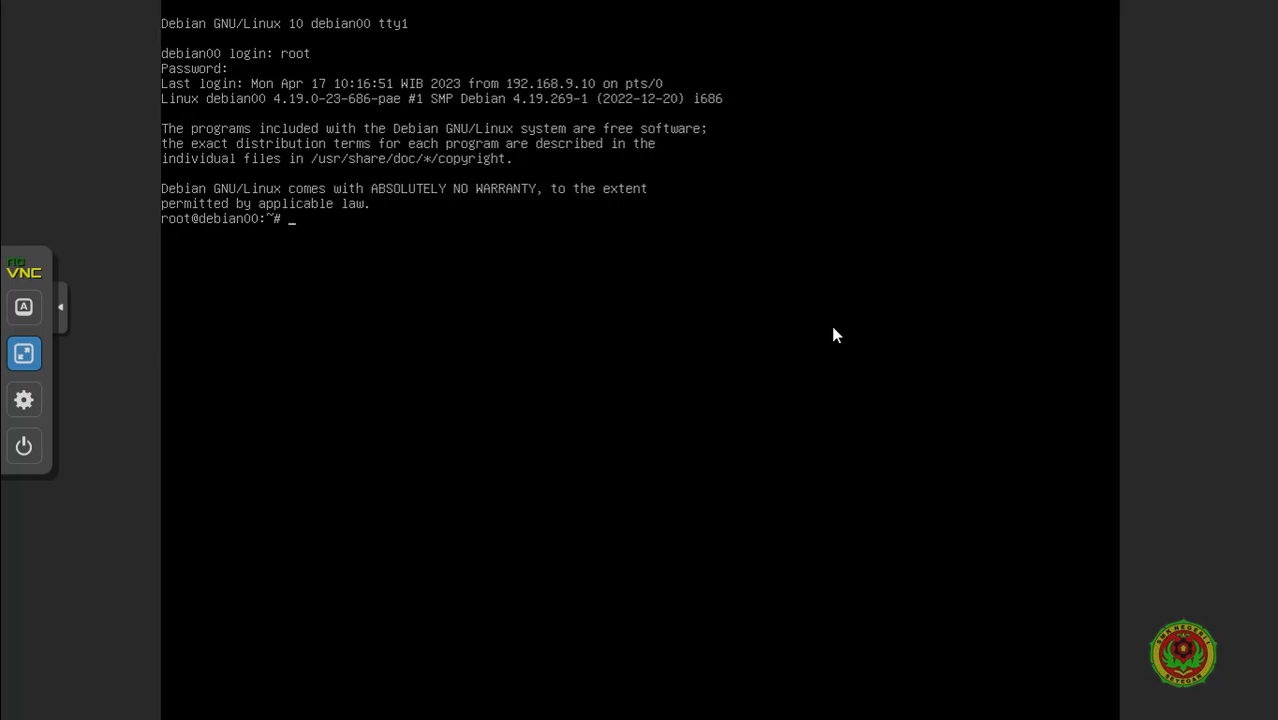 Debian GNU/Linux 10 debian00 tty1
debian00 login: root
Password:
Last login: Mon Apr 17 10:16:51 WIB 2023 from 192.168.9.10 on pts/0
Linux debian00 4.19.0-23-686-pae #1 SMP Debian 4.19.269-1 (2022-12-20) i686
The programs included with the Debian GNU/Linux system are free software;
the exact distribution terms for each program are described in the
individual files in /usr/share/doc/*/copyright.
Debian GNU/Linux comes with ABSOLUTELY NO WARRANTY, to the extent
permitted by applicable law.
root@debian00:~# _
no
VNC
A
SMA NEGERI 1
SEYEGAN